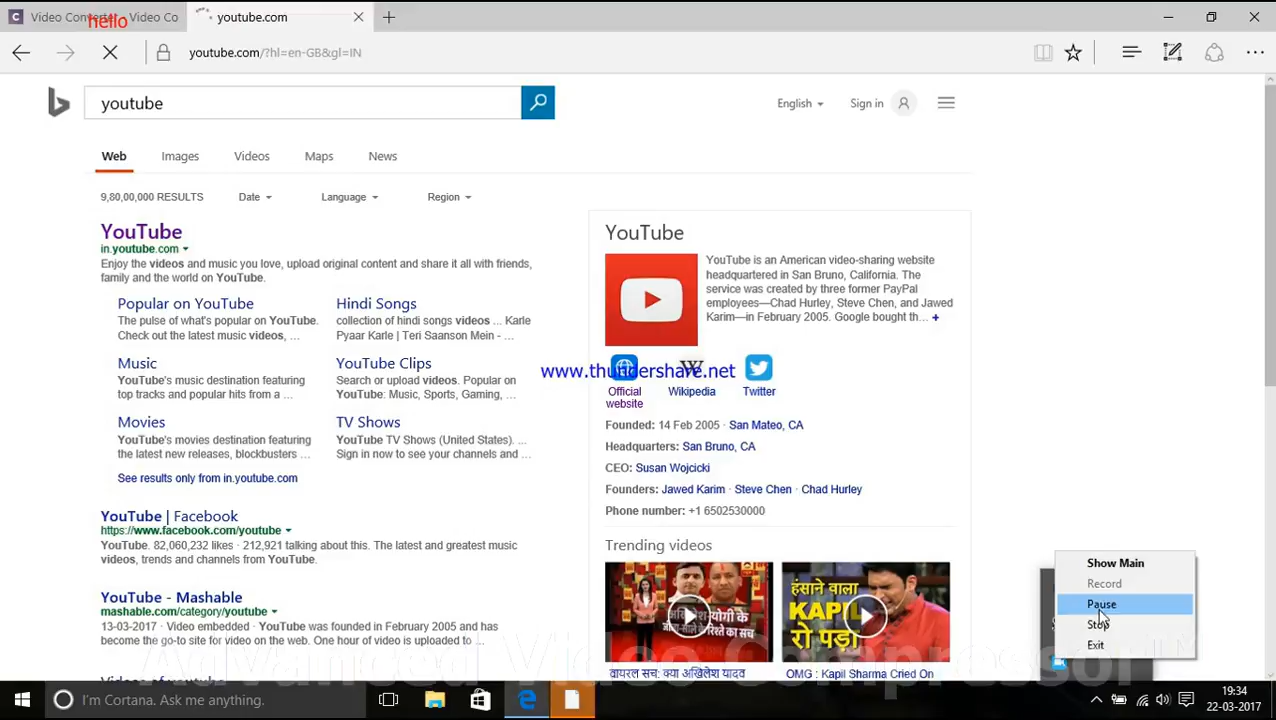 Video Converter, Video Co
hello
youtube.com
youtube.com/?hl=en-GB&gl=IN
youtube
English
Sign in
Web
Images
Videos
Maps
News
9,80,00,000 RESULTS
Date
Language
Region
YouTube
in.youtube.com
Enjoy the videos and music you love, upload original content and share it all with friends,
family and the world on YouTube.
Popular on YouTube
The pulse of what's popular on YouTube.
Check out the latest music videos, ...
Hindi Songs
collection of hindi songs videos ... Karle
Pyaar Karle | Teri Saanson Mein - ...
Music
YouTube's music destination featuring
top tracks and popular hits from a ...
YouTube Clips
Search or upload videos. Popular on
YouTube: Music, Sports, Gaming, ...
Movies
YouTube's movies destination featuring
the latest new releases, blockbusters ...
TV Shows
YouTube TV Shows (United States). ...
Sign in now to see your channels and ...
See results only from in.youtube.com
YouTube | Facebook
https://www.facebook.com/youtube
YouTube. 82,060,232 likes · 212,921 talking about this. The latest and greatest music
videos, trends and channels from YouTube.
YouTube - Mashable
mashable.com/category/youtube
13-03-2017 · Video embedded · YouTube was founded in February 2005 and has
become the go-to site for video on the web. One hour of video is uploaded to ...
Videos of youtube
YouTube
YouTube is an American video-sharing website
headquartered in San Bruno, California. The
service was created by three former PayPal
employees—Chad Hurley, Steve Chen, and Jawed
Karim—in February 2005. Google bought th... +
www.thundershare.net
Official
website
W
Wikipedia
Twitter
Founded: 14 Feb 2005 · San Mateo, CA
Headquarters: San Bruno, CA
CEO: Susan Wojcicki
Founders: Jawed Karim · Steve Chen · Chad Hurley
Phone number: +1 6502530000
Trending videos
हंसाने वाला
KAPIL
रो पड़ा
वायरल सच: क्या अखिलेश यादव
OMG : Kapil Sharma Cried On
Show Main
Record
Pause
Stop
Exit
Advanced Video Compressor
I'm Cortana. Ask me anything.
19:34
22-03-2017